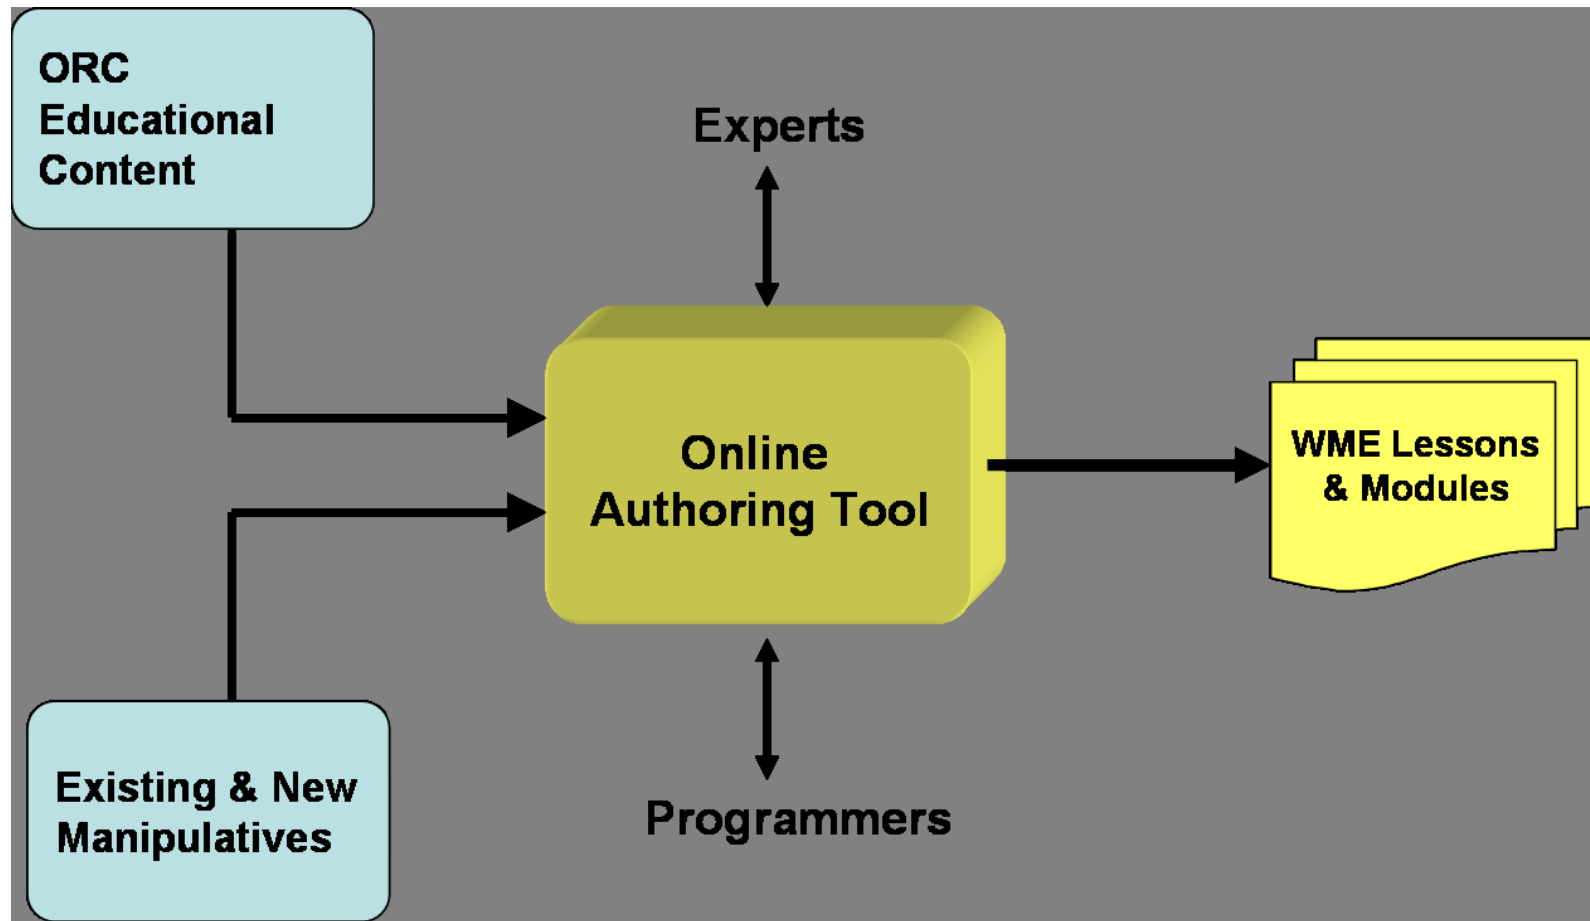 ORC
Educational
Content
Experts
Online
Authoring Tool
WME Lessons
& Modules
Existing & New
Manipulatives
Programmers